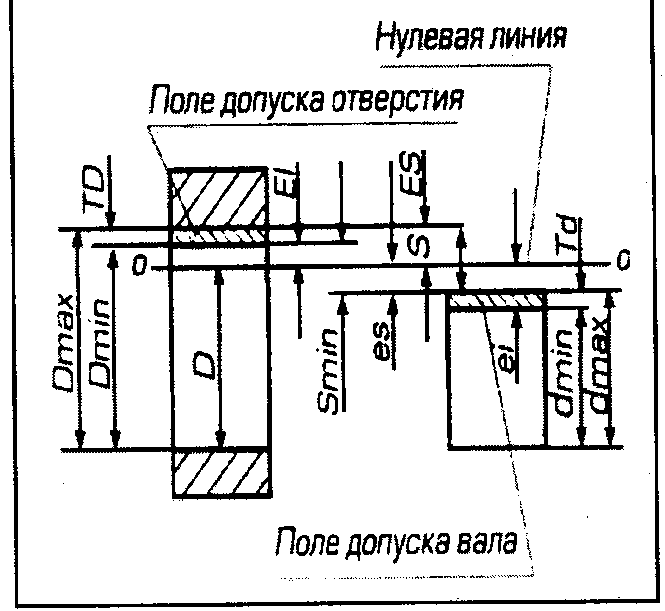 Нулевая линия
Поле допуска отверстия
TD
EI
ES
S
Td
0
0
Dmax
Dmin
D
Smin
es
ei
dmin
dmax
Поле допуска вала